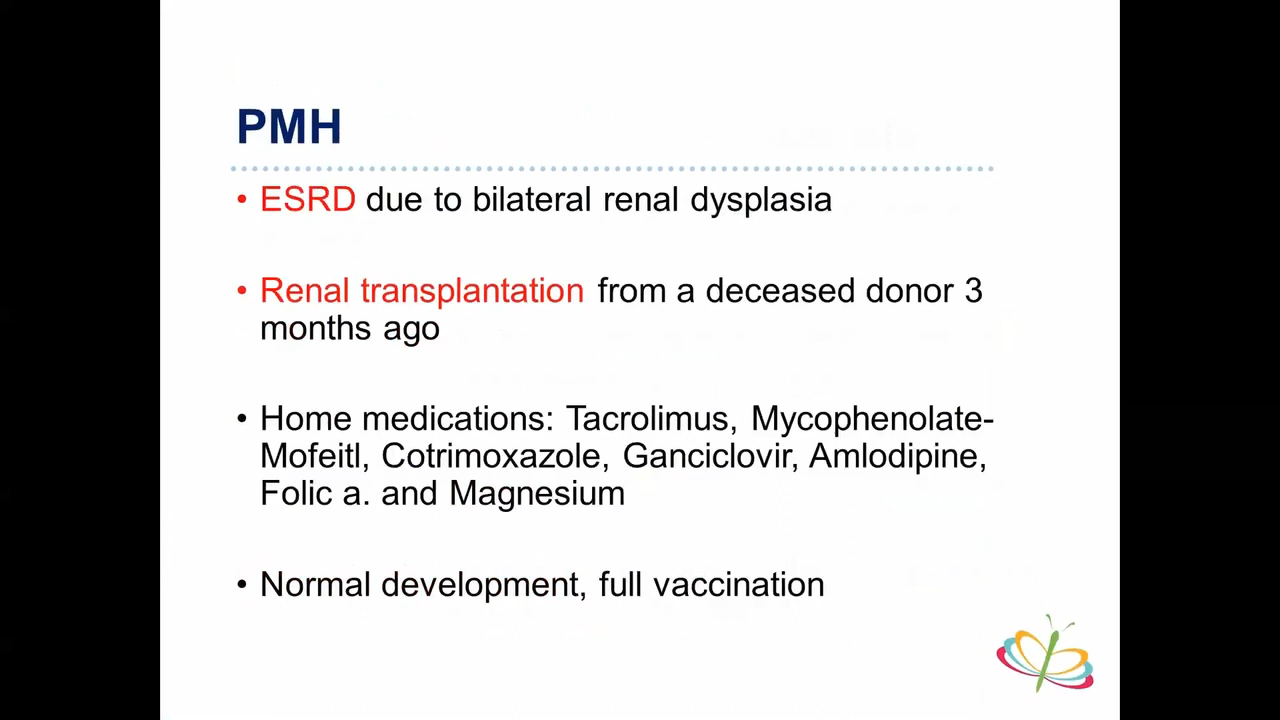 PMH
• ESRD due to bilateral renal dysplasia
• Renal transplantation from a deceased donor 3
months ago
• Home medications: Tacrolimus, Mycophenolate-
Mofeitl, Cotrimoxazole, Ganciclovir, Amlodipine,
Folic a. and Magnesium
• Normal development, full vaccination